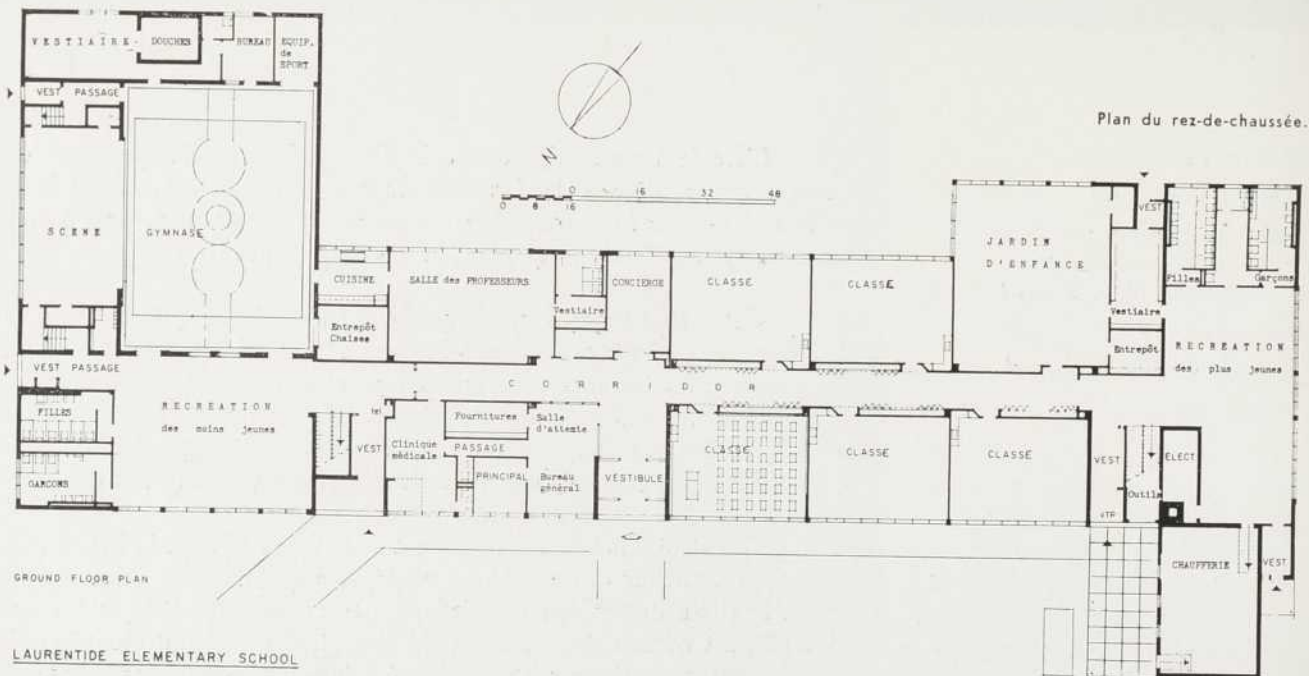 VESTIAIRE
DOUCHES
BUREAU
EQUIP.
de
SPORT
VEST PASSAGE
N
Plan du rez-de-chaussée.
0 16 32 48
0 8 16
SCENE
GYMNASE
CUISINE
SALLE des PROFESSEURS
Vestiaire
CONCIERGE
CLASSE
CLASSE
JARDIN
D'ENFANCE
VEST
Filles
Garçons
Vestiaire
Entrepôt
Chaises
Entrepôt
RECREATION
des plus jeunes
VEST PASSAGE
CORRIDOR
FILLES
RECREATION
des moins jeunes
VEST
Clinique
médicale
Fournitures
Salle
d'attente
PASSAGE
PRINCIPAL
Bureau
général
VESTIBULE
CLASSE
CLASSE
CLASSE
VEST
ELECT
Outils
GARCONS
CHAUFFERIE
VEST
GROUND FLOOR PLAN
LAURENTIDE ELEMENTARY SCHOOL